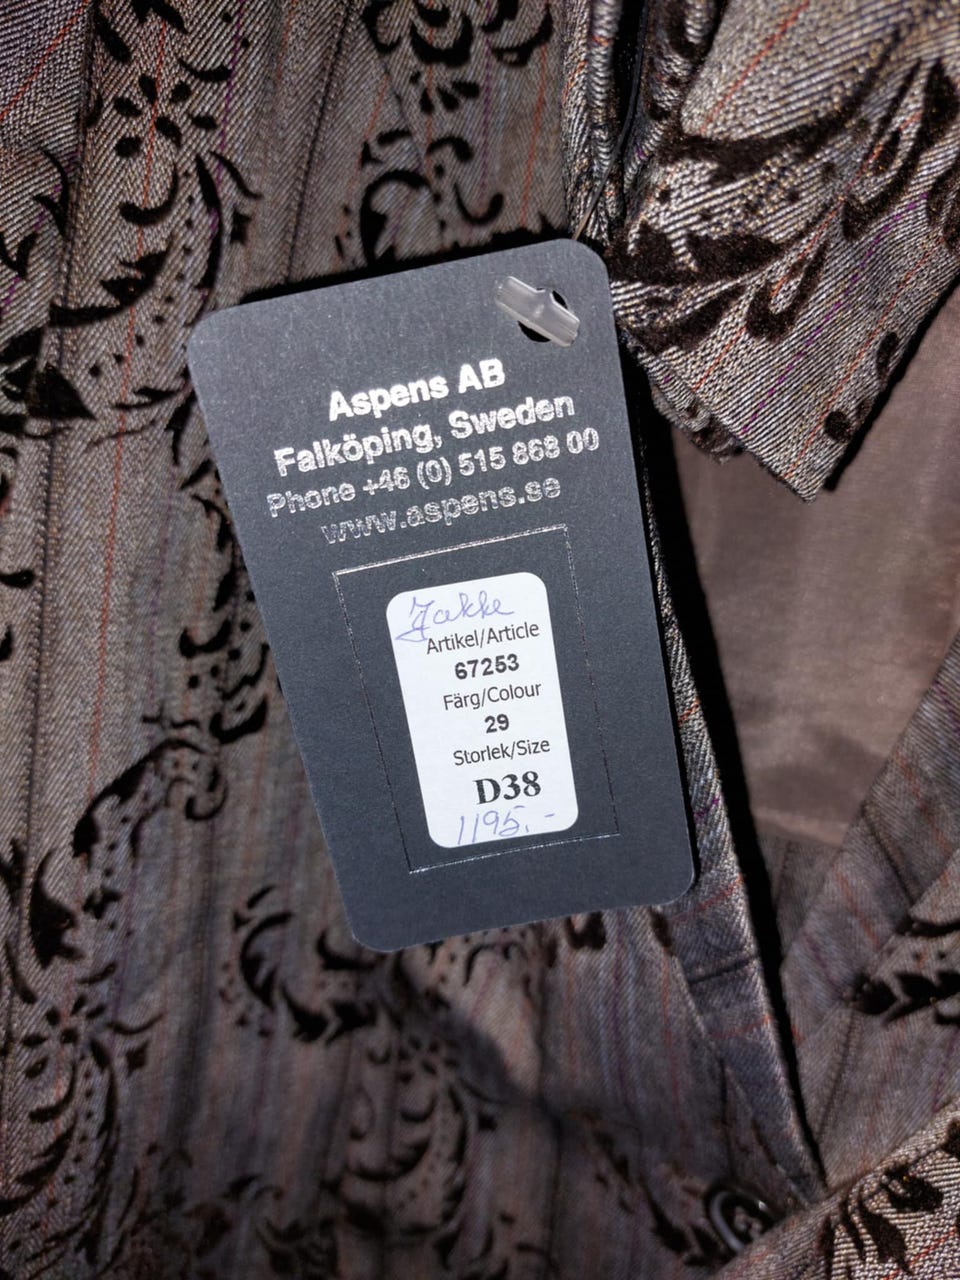 Aspens AB
Falköping, Sweden
Phone +46 (0) 515 868 00
www.aspens.se
Jakke
Artikel/Article
67253
Färg/Colour
29
Storlek/Size
D38
1195,-